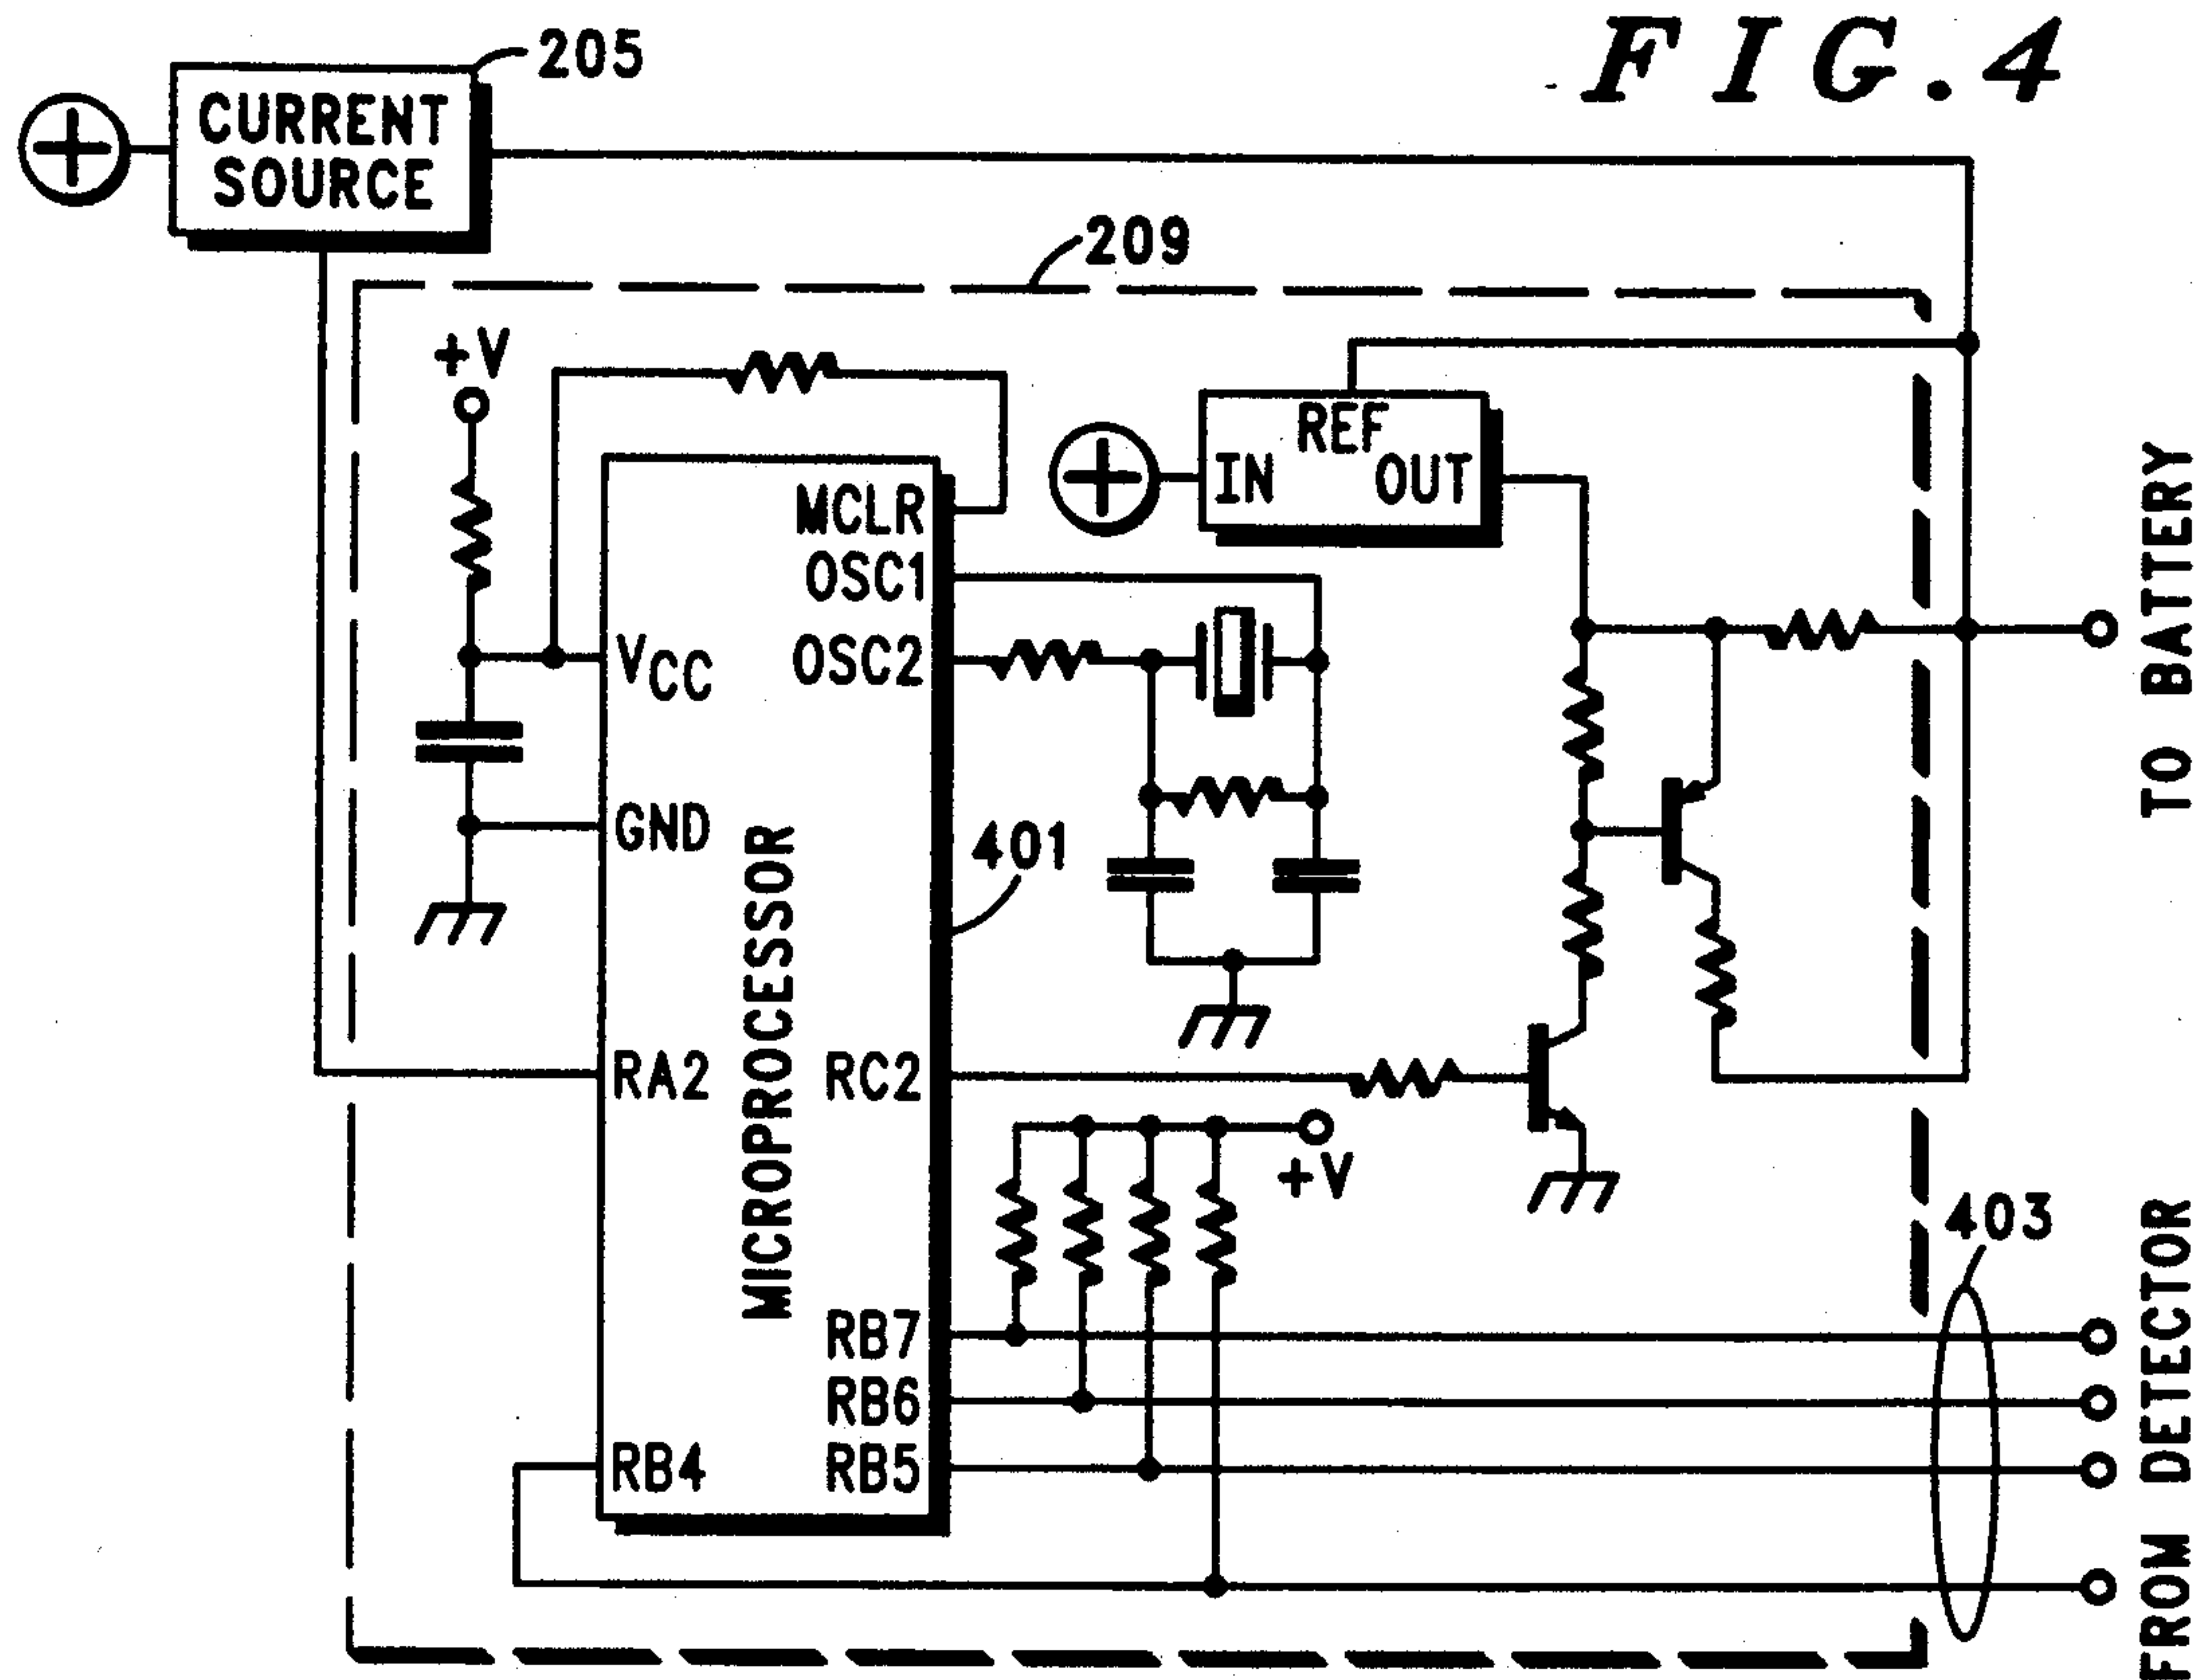 FIG.4
205
CURRENT
SOURCE
209
+V
REF
IN
OUT
MCLR
OSC1
OSC2
VCC
GND
401
MICROPROCESSOR
RA2
RC2
+V
RB7
RB6
RB5
RB4
403
TO BATTERY
FROM DETECTOR